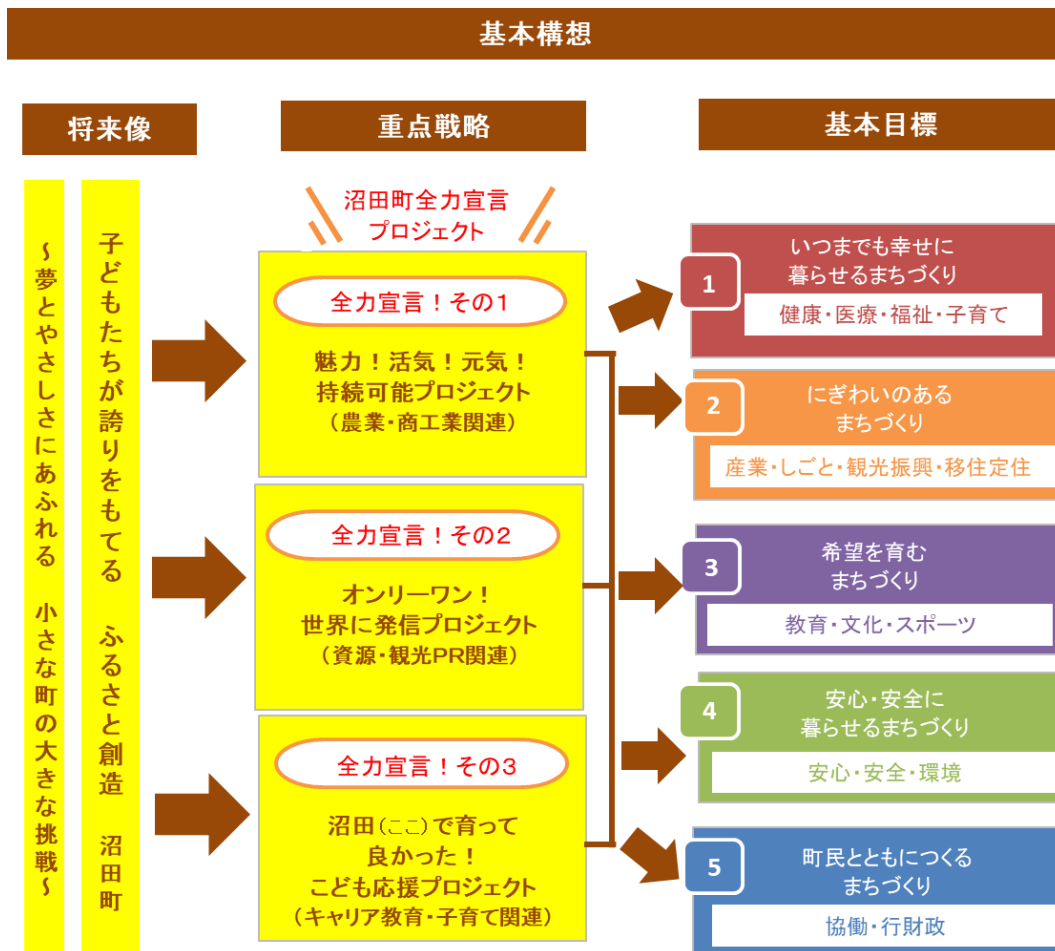 基本構想
将来像
子どもたちが誇りをもてる ふるさと創造 沼田町
~夢とやさしさにあふれる 小さな町の大きな挑戦~
重点戦略
沼田町全力宣言
プロジェクト
全力宣言！その1
魅力！活気！元気！
持続可能プロジェクト
(農業・商工業関連)
全力宣言！その2
オンリーワン！
世界に発信プロジェクト
(資源・観光PR関連)
全力宣言！その3
沼田(ここ)で育って
良かった！
こども応援プロジェクト
(キャリア教育・子育て関連)
基本目標
1
いつまでも幸せに
暮らせるまちづくり
健康・医療・福祉・子育て
2
にぎわいのある
まちづくり
産業・しごと・観光振興・移住定住
3
希望を育む
まちづくり
教育・文化・スポーツ
4
安心・安全に
暮らせるまちづくり
安心・安全・環境
5
町民とともにつくる
まちづくり
協働・行財政